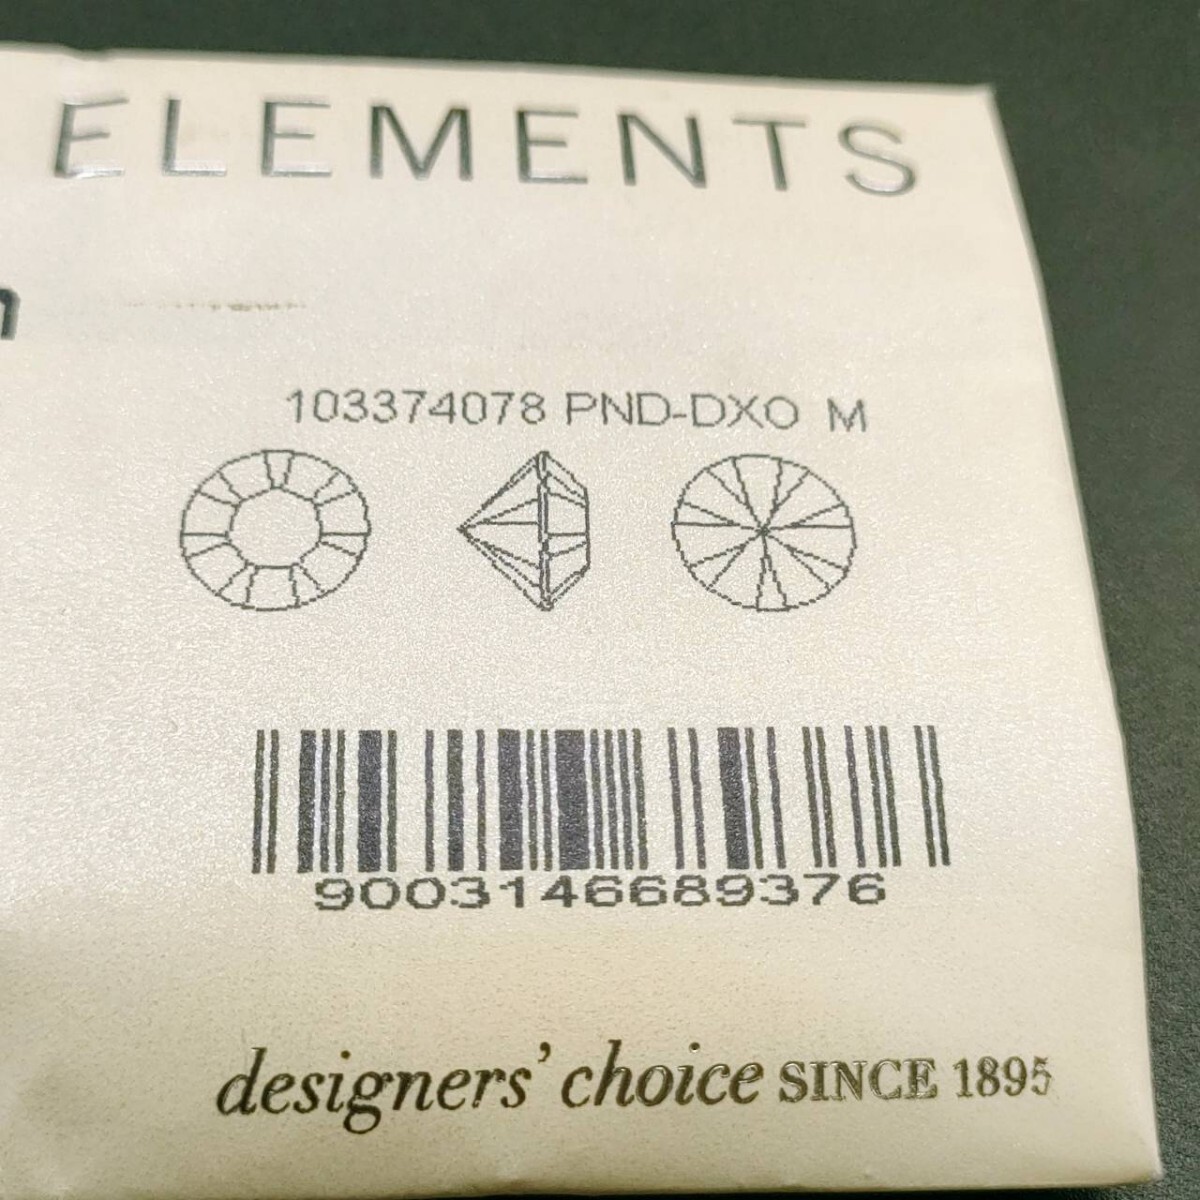 ELEMENTS
103374078 PND-DXO M
9003146689376
designers' choice SINCE 1895